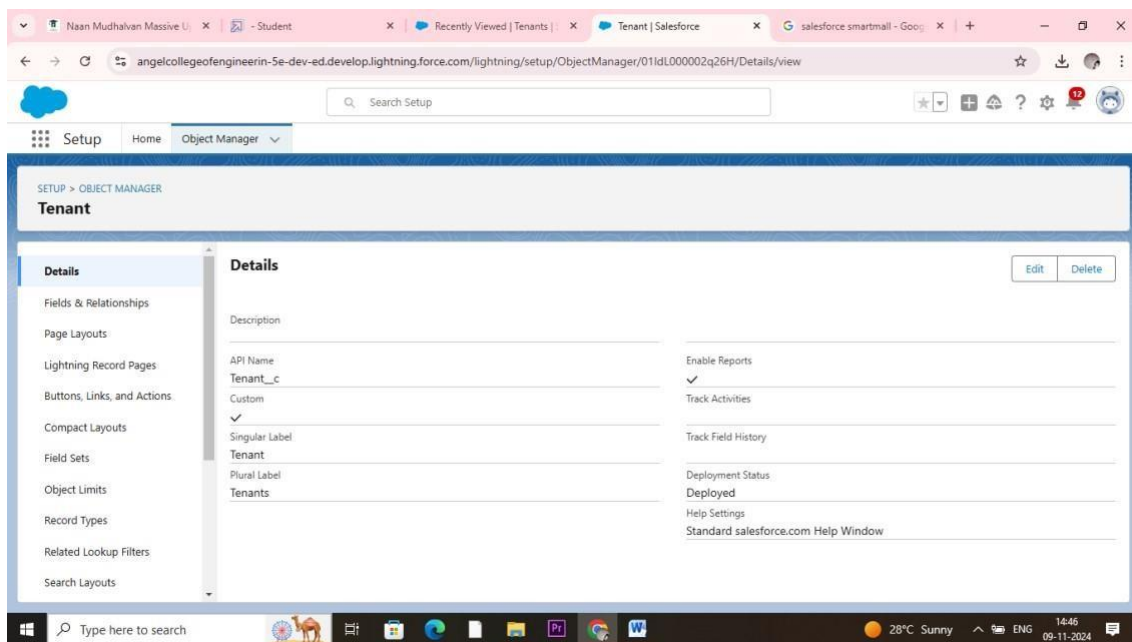 Naan Mudhalvan Massive U
- Student
Recently Viewed | Tenants |
Tenant | Salesforce
salesforce smartmall - Goog
angelcollegeofengineerin-5e-dev-ed.develop.lightning.force.com/lightning/setup/ObjectManager/01IdL000002q26H/Details/view
Search Setup
12
Setup Home Object Manager
SETUP > OBJECT MANAGER
Tenant
Details
Fields & Relationships
Page Layouts
Lightning Record Pages
Buttons, Links, and Actions
Compact Layouts
Field Sets
Object Limits
Record Types
Related Lookup Filters
Search Layouts
Details
Edit Delete
Description
API Name
Tenant__c
Custom
Singular Label
Tenant
Plural Label
Tenants
Enable Reports
Track Activities
Track Field History
Deployment Status
Deployed
Help Settings
Standard salesforce.com Help Window
Type here to search
Pr
W
28°C Sunny
ENG
14:46
09-11-2024